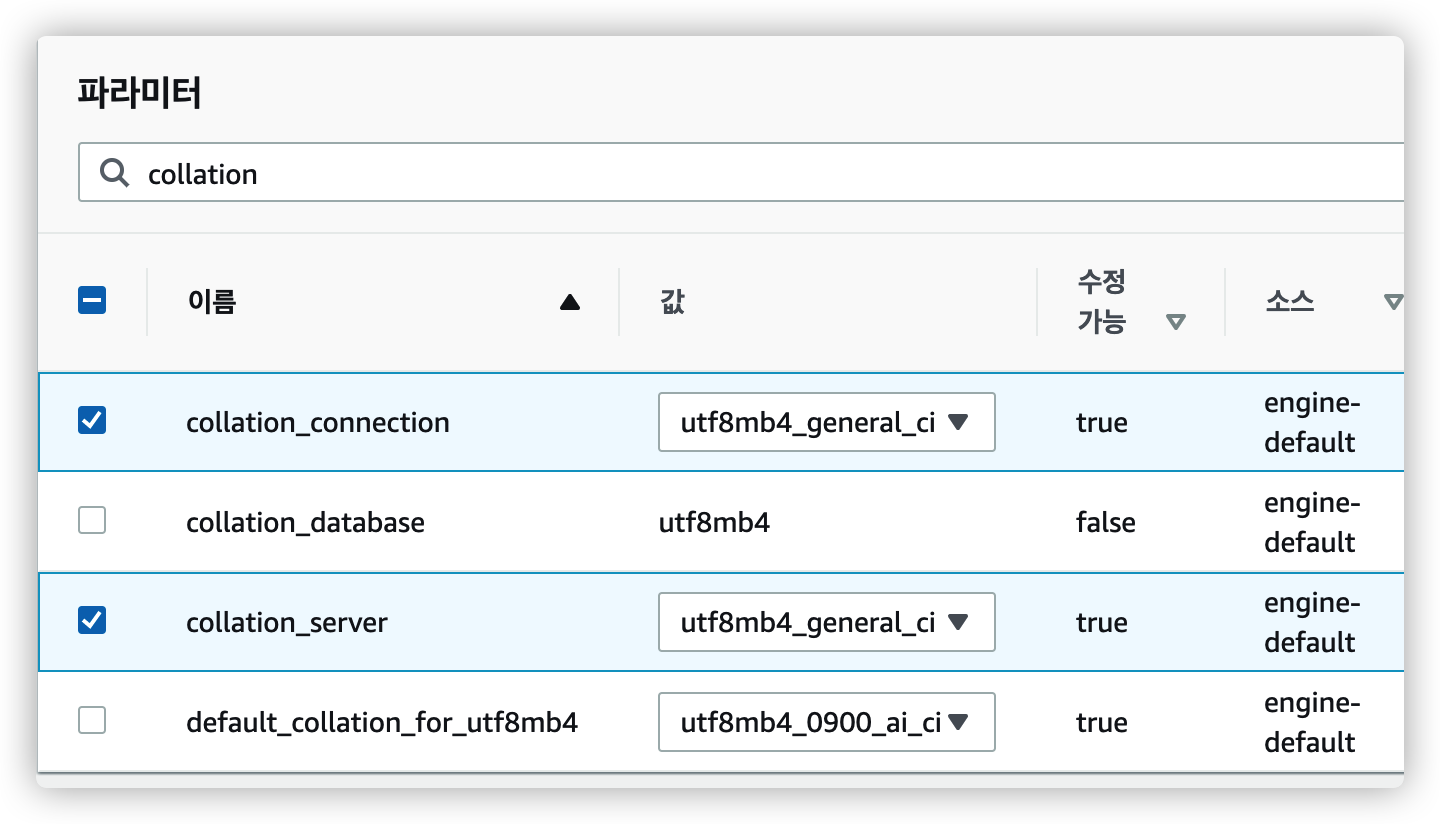 파라미터
collation
이름
값
수정
가능
소스
collation_connection
utf8mb4_general_ci
true
engine-
default
collation_database
utf8mb4
false
engine-
default
collation_server
utf8mb4_general_ci
true
engine-
default
default_collation_for_utf8mb4
utf8mb4_0900_ai_ci
true
engine-
default